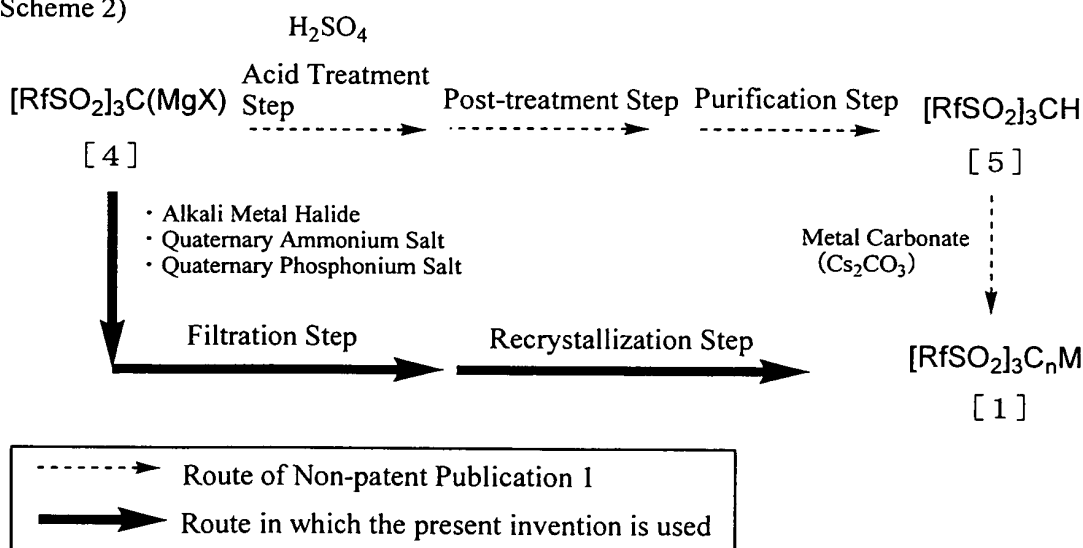 Scheme 2)
H₂SO₄
Acid Treatment
Step
Post-treatment Step
Purification Step
[RfSO₂]₃C(MgX)
[4]
[RfSO₂]₃CH
[5]
・Alkali Metal Halide
・Quaternary Ammonium Salt
・Quaternary Phosphonium Salt
Metal Carbonate
(Cs₂CO₃)
Filtration Step
Recrystallization Step
[RfSO₂]₃CₙM
[1]
Route of Non-patent Publication 1
Route in which the present invention is used